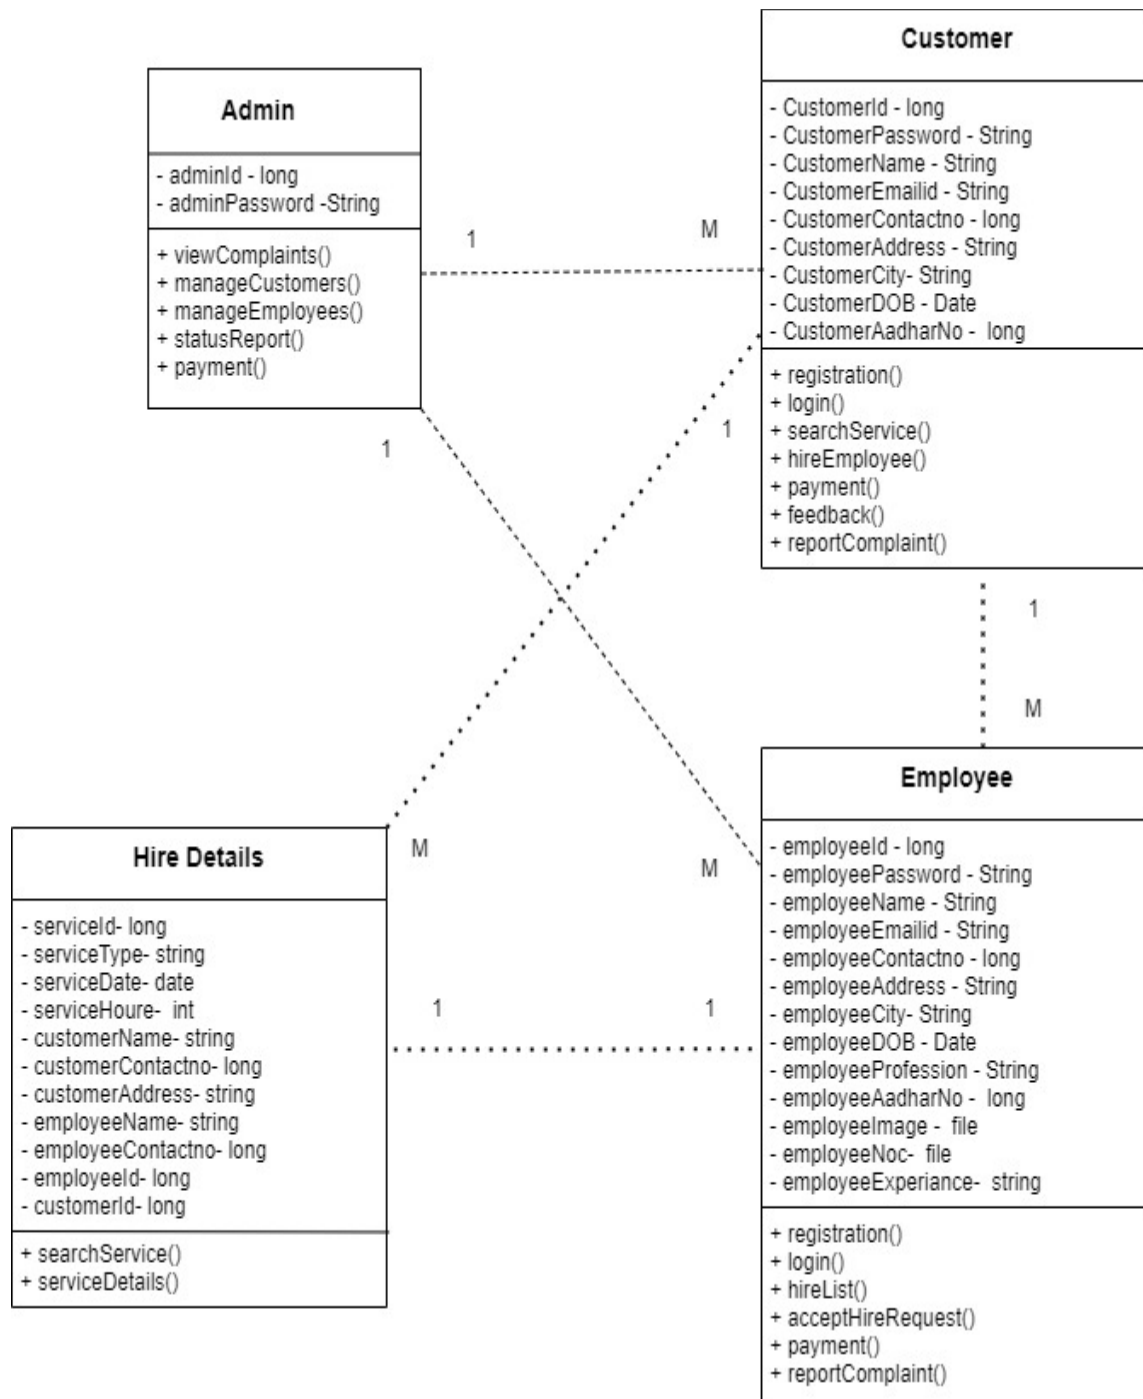 Admin
- adminId - long
- adminPassword -String
+ viewComplaints()
+ manageCustomers()
+ manageEmployees()
+ statusReport()
+ payment()
1
M
Customer
- CustomerId - long
- CustomerPassword - String
- CustomerName - String
- CustomerEmailid - String
- CustomerContactno - long
- CustomerAddress - String
- CustomerCity- String
- CustomerDOB - Date
- CustomerAadharNo -  long
+ registration()
+ login()
+ searchService()
+ hireEmployee()
+ payment()
+ feedback()
+ reportComplaint()
1
1
1
M
M
M
Hire Details
- serviceId- long
- serviceType- string
- serviceDate- date
- serviceHoure-  int
- customerName- string
- customerContactno- long
- customerAddress- string
- employeeName- string
- employeeContactno- long
- employeeId- long
- customerId- long
+ searchService()
+ serviceDetails()
1
1
Employee
- employeeId - long
- employeePassword - String
- employeeName - String
- employeeEmailid - String
- employeeContactno - long
- employeeAddress - String
- employeeCity- String
- employeeDOB - Date
- employeeProfession - String
- employeeAadharNo -  long
- employeeImage -  file
- employeeNoc-  file
- employeeExperiance-  string
+ registration()
+ login()
+ hireList()
+ acceptHireRequest()
+ payment()
+ reportComplaint()